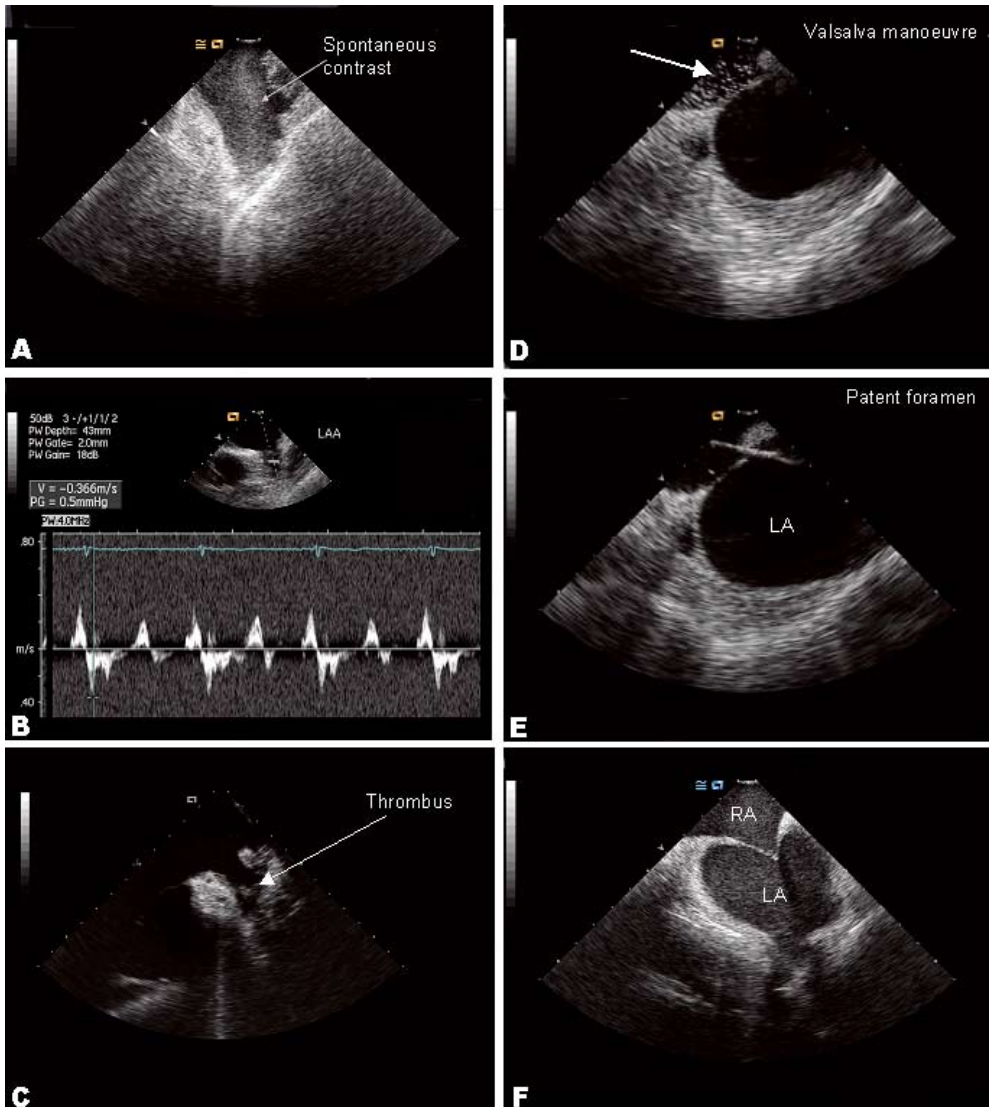 Spontaneous
contrast
A
50dB 3 -/+1/1/2
PW Depth= 43mm
PW Gate= 2.0mm
PW Gain= 18dB
LAA
V = -0.366m/s
PG = 0.5mmHg
PW:4.0MHz
.80
m/s
.40
B
Thrombus
C
Valsalva manoeuvre
D
Patent foramen
LA
E
RA
LA
F